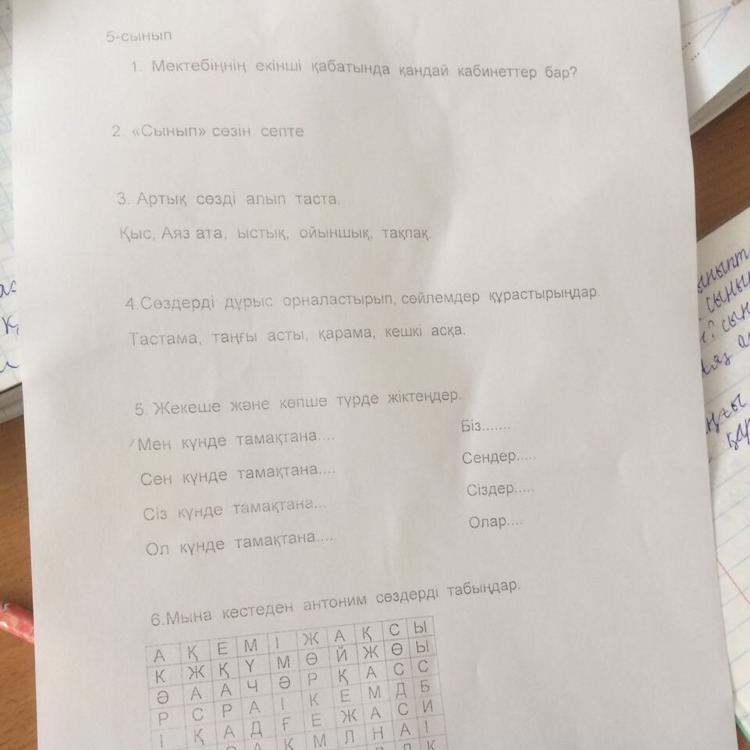 5-сынып
1. Мектебіңнің екінші қабатында қандай кабинеттер бар?
2. «Сынып» сөзін септе
3. Артық сөзді алып таста.
Қыс, Аяз ата, ыстық, ойыншық, тақпақ.
4.Сөздерді дұрыс орналастырып, сөйлемдер құрастырыңдар.
Тастама, таңғы асты, қарама, кешкі асқа.
5. Жекеше және көпше түрде жіктеңдер.
Мен күнде тамақтана.... Біз.......
Сен күнде тамақтана.... Сендер.....
Сіз күнде тамақтана... Сіздер.....
Ол күнде тамақтана.... Олар....
6.Мына кестеден антоним сөздерді табыңдар.
А Қ Е М І Ж А Қ С Ы
К Ж Қ Ү М Ө Й Ж Ө Ы
Ә А А Ч Ө Р Қ А С С
Р С Р А І К Е М Д Б
І Қ А Д Ғ Е Ж А С И